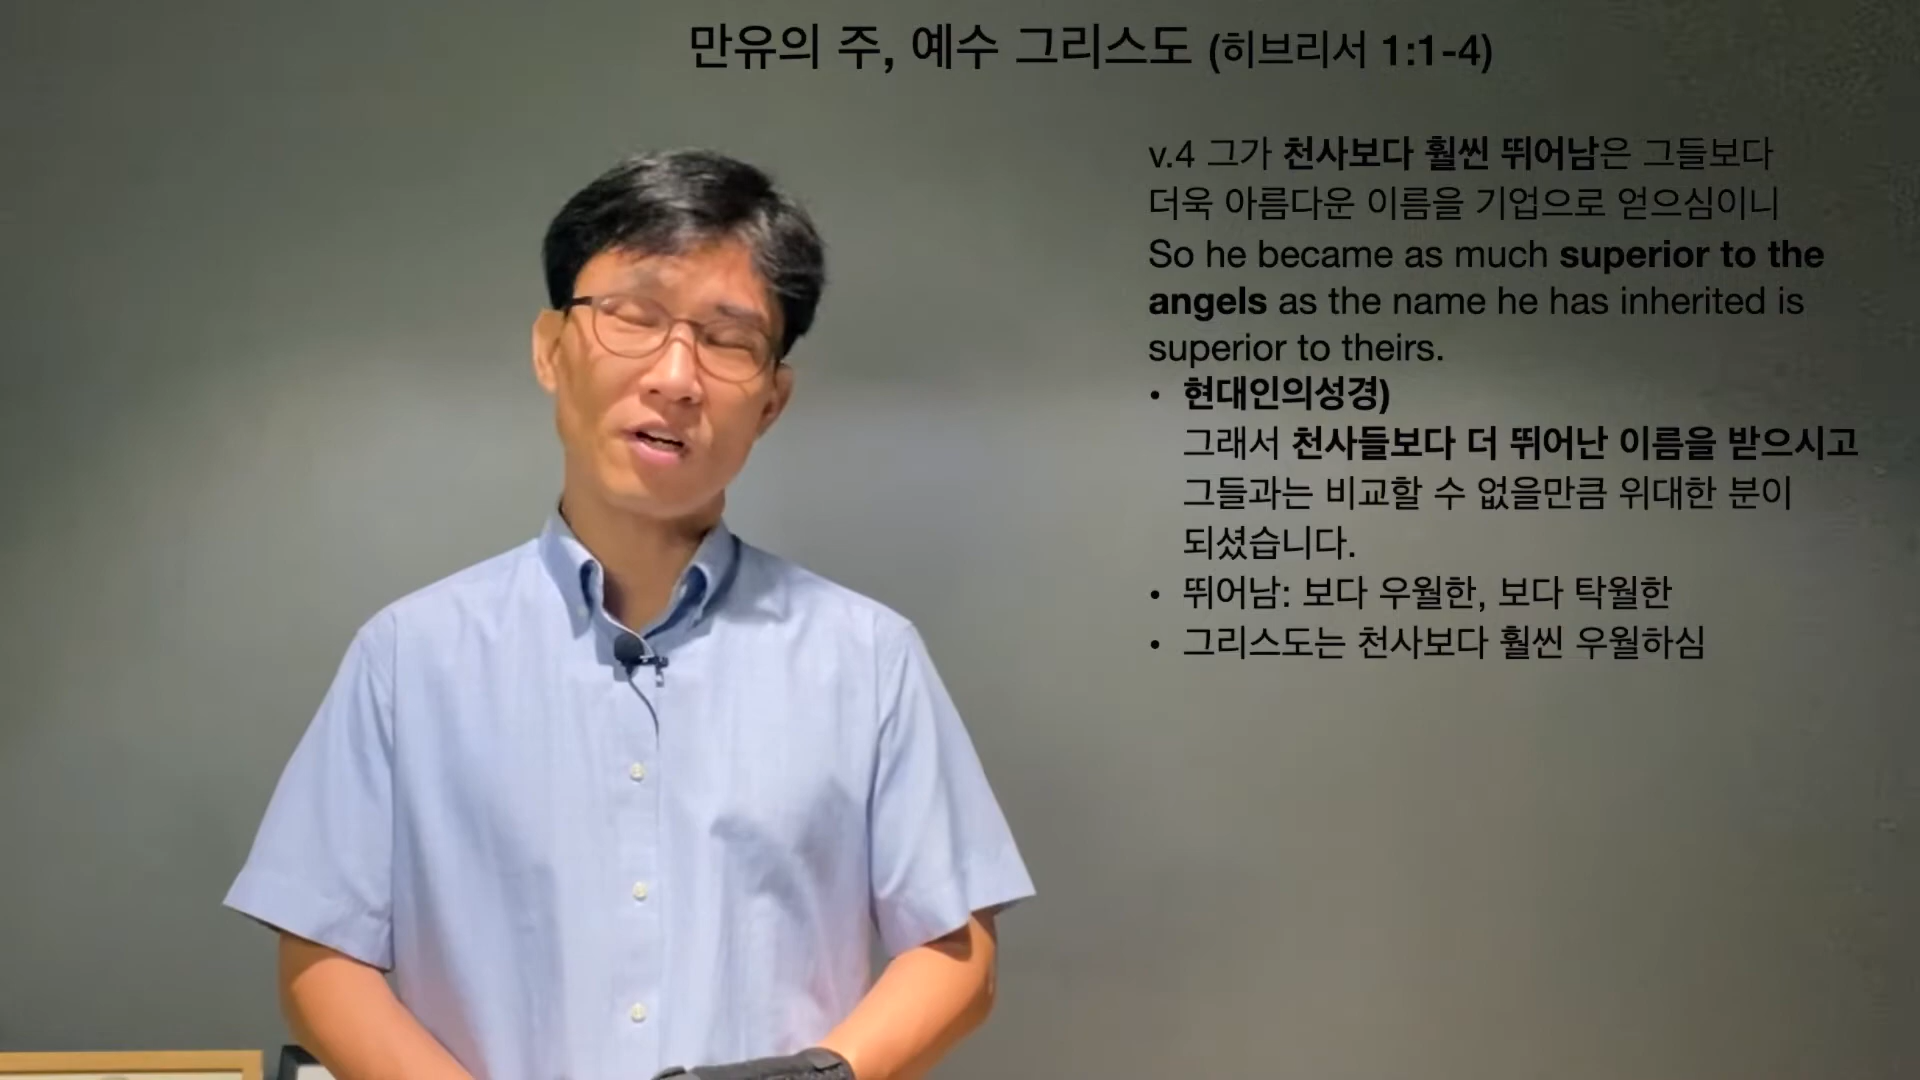 만유의 주, 예수 그리스도 (히브리서 1:1-4)
v.4 그가 천사보다 훨씬 뛰어남은 그들보다
더욱 아름다운 이름을 기업으로 얻으심이니
So he became as much superior to the
angels as the name he has inherited is
superior to theirs.
• 현대인의성경)
그래서 천사들보다 더 뛰어난 이름을 받으시고
그들과는 비교할 수 없을만큼 위대한 분이
되셨습니다.
• 뛰어남: 보다 우월한, 보다 탁월한
• 그리스도는 천사보다 훨씬 우월하심